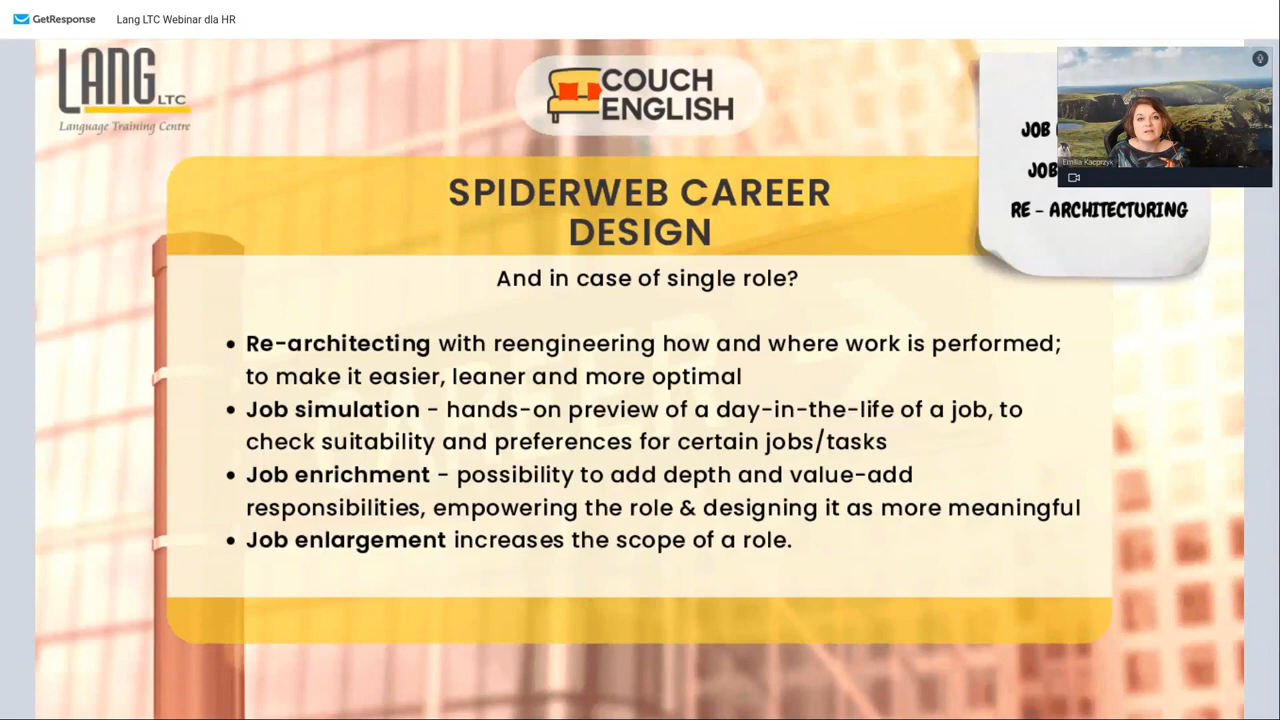 GetResponse Lang LTC Webinar dla HR
LANG LTC
Language Training Centre
COUCH
ENGLISH
JOB
JOB
RE - ARCHITECTURING
Emilia Kacprzyk
SPIDERWEB CAREER
DESIGN
And in case of single role?
• Re-architecting with reengineering how and where work is performed;
to make it easier, leaner and more optimal
• Job simulation - hands-on preview of a day-in-the-life of a job, to
check suitability and preferences for certain jobs/tasks
• Job enrichment - possibility to add depth and value-add
responsibilities, empowering the role & designing it as more meaningful
• Job enlargement increases the scope of a role.